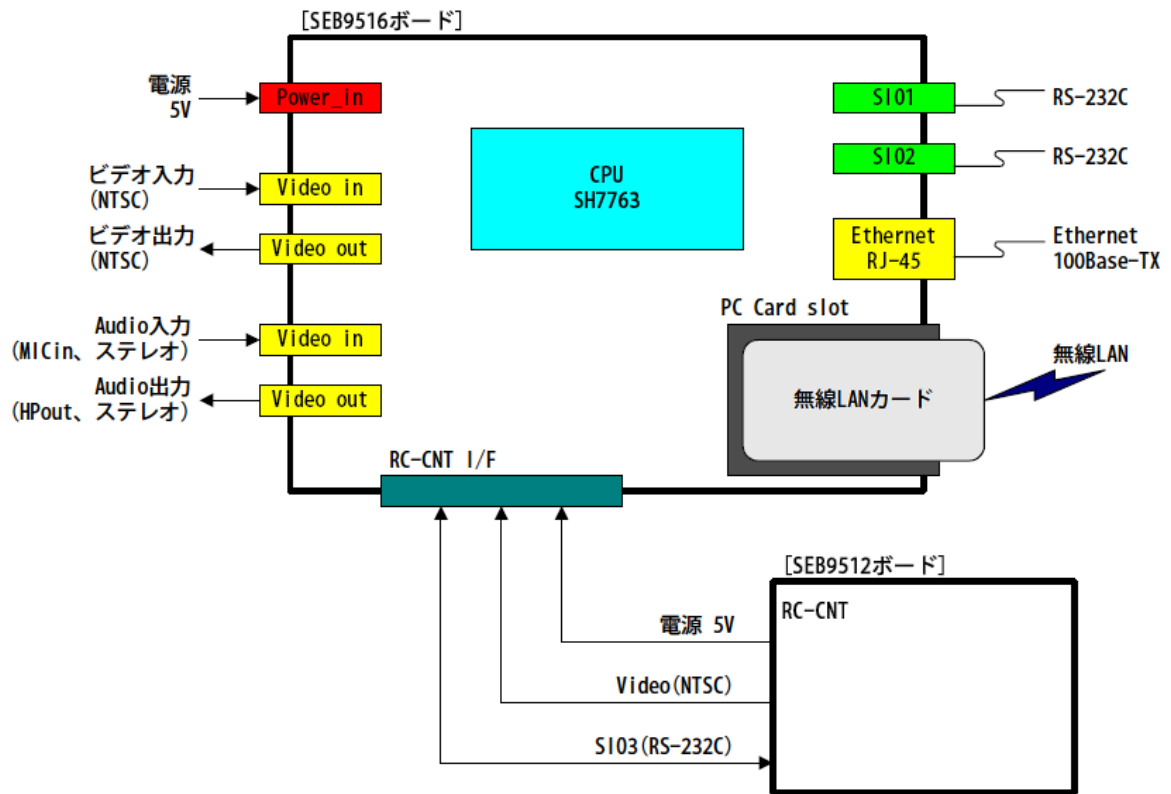 [SEB9516ボード]
電源
5V
Power_in
ビデオ入力
(NTSC)
Video in
ビデオ出力
(NTSC)
Video out
Audio入力
(MICin、ステレオ)
Video in
Audio出力
(HPout、ステレオ)
Video out
CPU
SH7763
SIO1
RS-232C
SIO2
RS-232C
Ethernet
RJ-45
Ethernet
100Base-TX
PC Card slot
無線LANカード
無線LAN
RC-CNT I/F
[SEB9512ボード]
RC-CNT
電源 5V
Video(NTSC)
SIO3(RS-232C)